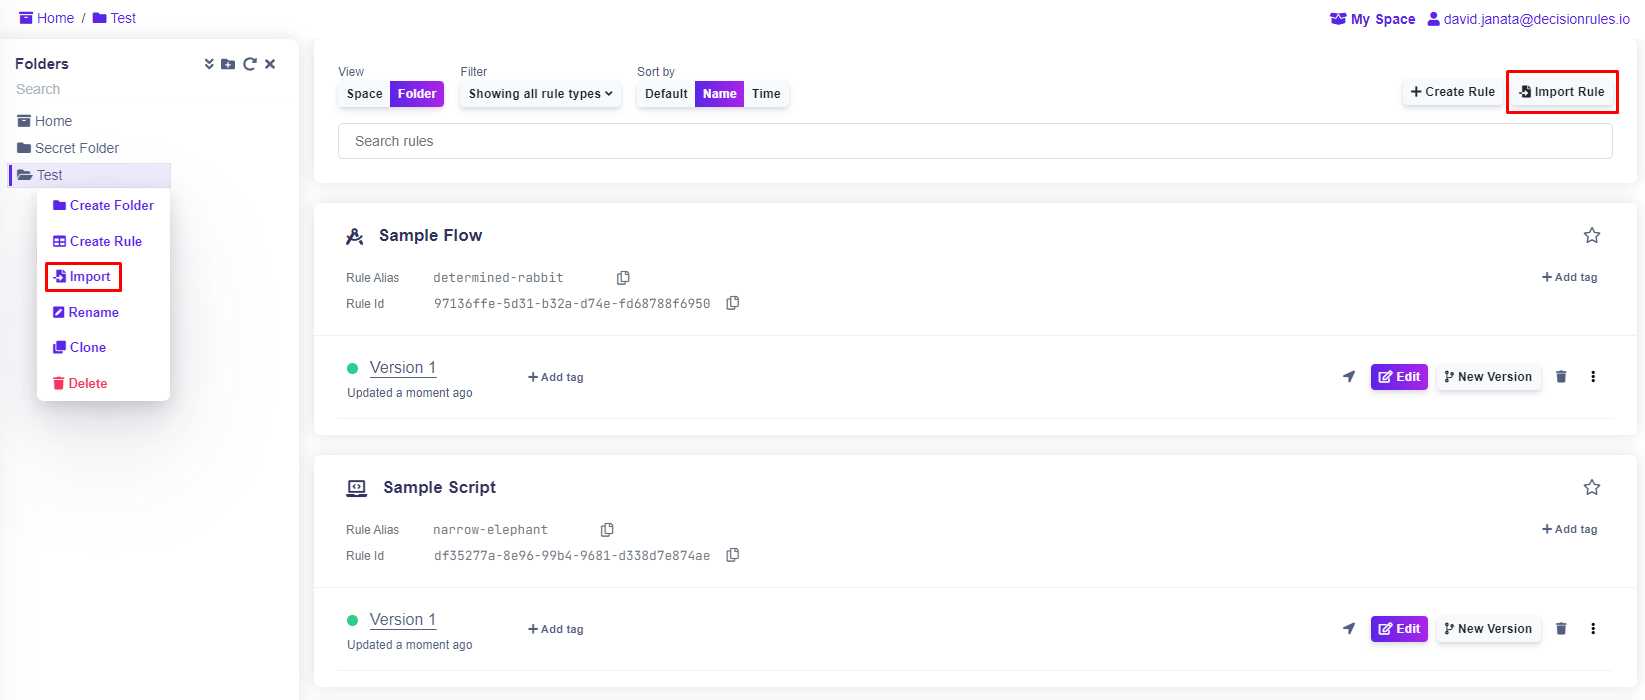 Home / Test
My Space david.janata@decisionrules.io
Folders
Search
Home
Secret Folder
Test
Create Folder
Create Rule
Import
Rename
Clone
Delete
View
Space Folder
Filter
Showing all rule types
Sort by
Default Name Time
Create Rule
Import Rule
Search rules
Sample Flow
Rule Alias determined-rabbit
Add tag
Rule Id 97136ffe-5d31-b32a-d74e-fd68788f6950
Version 1
Updated a moment ago
Add tag
Edit New Version
Sample Script
Rule Alias narrow-elephant
Add tag
Rule Id df35277a-8e96-99b4-9681-d338d7e874ae
Version 1
Updated a moment ago
Add tag
Edit New Version